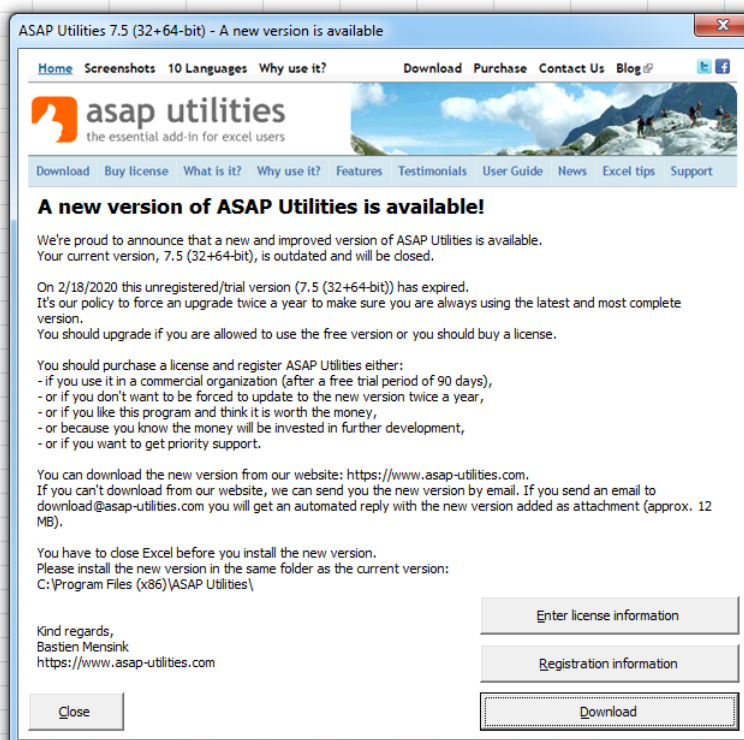 ASAP Utilities 7.5 (32+64-bit) - A new version is available
Home Screenshots 10 Languages Why use it? Download Purchase Contact Us Blog
asap utilities
the essential add-in for excel users
Download Buy license What is it? Why use it? Features Testimonials User Guide News Excel tips Support
A new version of ASAP Utilities is available!
We're proud to announce that a new and improved version of ASAP Utilities is available.
Your current version, 7.5 (32+64-bit), is outdated and will be closed.
On 2/18/2020 this unregistered/trial version (7.5 (32+64-bit)) has expired.
It's our policy to force an upgrade twice a year to make sure you are always using the latest and most complete
version.
You should upgrade if you are allowed to use the free version or you should buy a license.
You should purchase a license and register ASAP Utilities either:
- if you use it in a commercial organization (after a free trial period of 90 days),
- or if you don't want to be forced to update to the new version twice a year,
- or if you like this program and think it is worth the money,
- or because you know the money will be invested in further development,
- or if you want to get priority support.
You can download the new version from our website: https://www.asap-utilities.com.
If you can't download from our website, we can send you the new version by email. If you send an email to
download@asap-utilities.com you will get an automated reply with the new version added as attachment (approx. 12
MB).
You have to close Excel before you install the new version.
Please install the new version in the same folder as the current version:
C:\Program Files (x86)\ASAP Utilities\
Kind regards,
Bastien Mensink
https://www.asap-utilities.com
Enter license information
Registration information
Close
Download